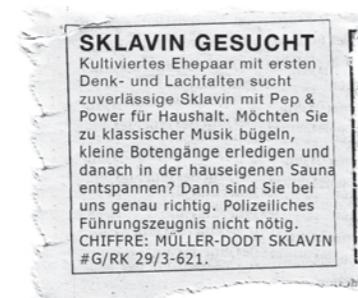 SKLAVIN GESUCHT
Kultiviertes Ehepaar mit ersten
Denk- und Lachfalten sucht
zuverlässige Sklavin mit Pep &
Power für Haushalt. Möchten Sie
zu klassischer Musik bügeln,
kleine Botengänge erledigen und
danach in der hauseigenen Sauna
entspannen? Dann sind Sie bei
uns genau richtig. Polizeiliches
Führungszeugnis nicht nötig.
CHIFFRE: MÜLLER-DODT SKLAVIN
#G/RK 29/3-621.